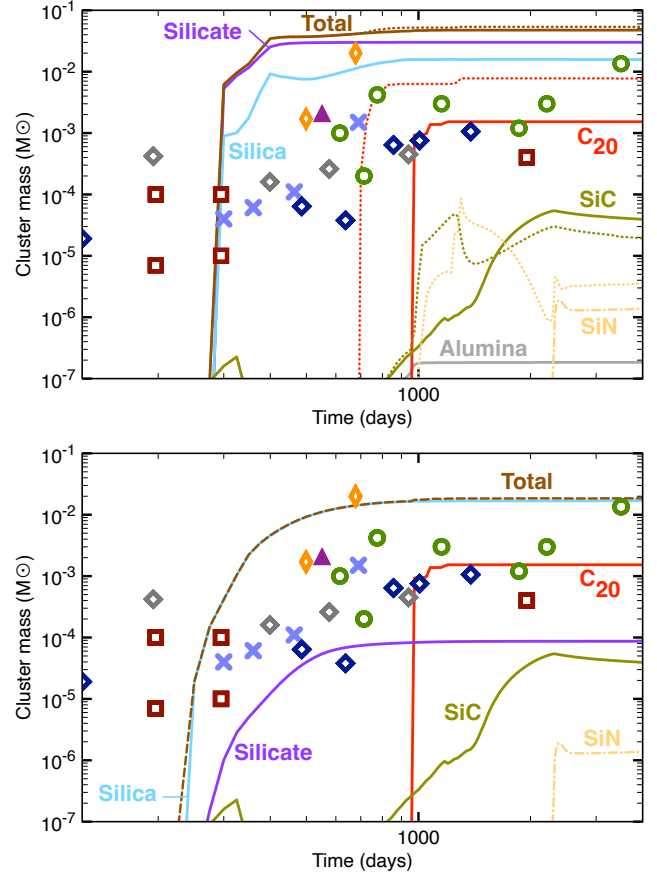 10⁻¹
Total
Silicate
10⁻²
10⁻³
C₂₀
Silica
10⁻⁴
SiC
10⁻⁵
SiN
10⁻⁶
Alumina
10⁻⁷
1000
Cluster mass (M⊙)
Time (days)
10⁻¹
Total
10⁻²
10⁻³
C₂₀
10⁻⁴
SiC
10⁻⁵
Silicate
SiN
10⁻⁶
Silica
10⁻⁷
1000
Cluster mass (M⊙)
Time (days)